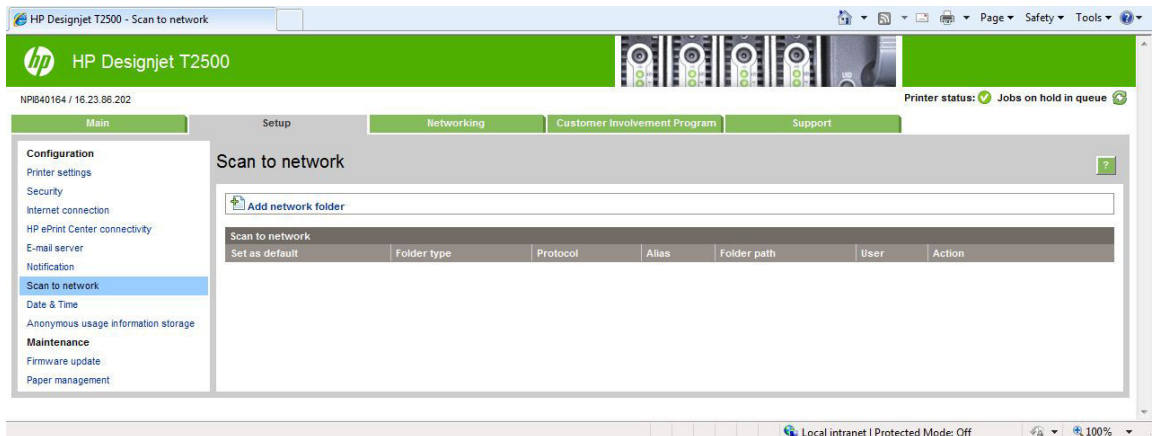 HP Designjet T2500 - Scan to network
Page Safety Tools
hp HP Designjet T2500
UID
NPI840164 / 16.23.86.202
Printer status: Jobs on hold in queue
Main Setup Networking Customer Involvement Program Support
Configuration
Printer settings
Security
Internet connection
HP ePrint Center connectivity
E-mail server
Notification
Scan to network
Date & Time
Anonymous usage information storage
Maintenance
Firmware update
Paper management
Scan to network
?
Add network folder
Scan to network
Set as default Folder type Protocol Alias Folder path User Action
Local intranet | Protected Mode: Off 100%